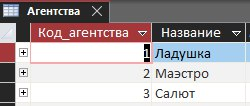 Агентства
Код_агентства Название
1 Ладушка
2 Маэстро
3 Салют